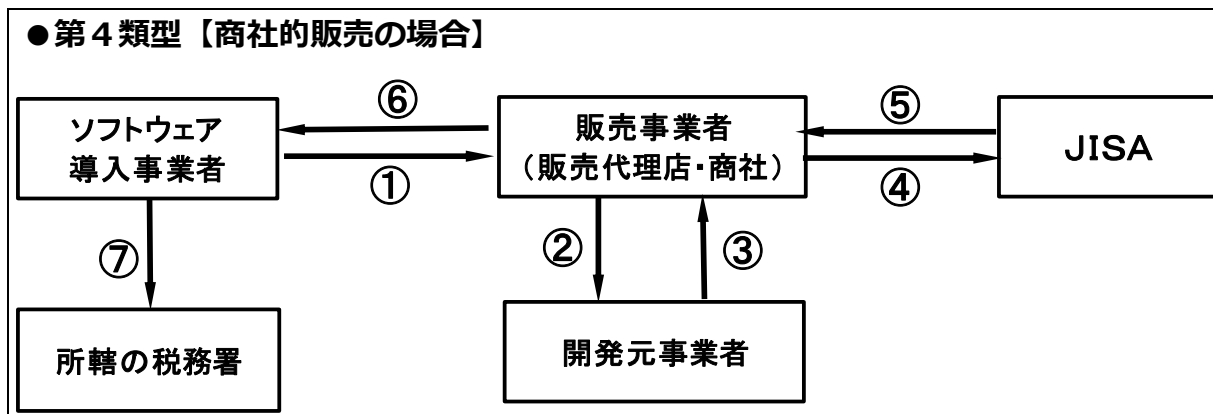 ●第４類型【商社的販売の場合】
⑥
⑤
ソフトウェア
導入事業者
販売事業者
（販売代理店・商社）
JISA
①
④
⑦
②
③
所轄の税務署
開発元事業者